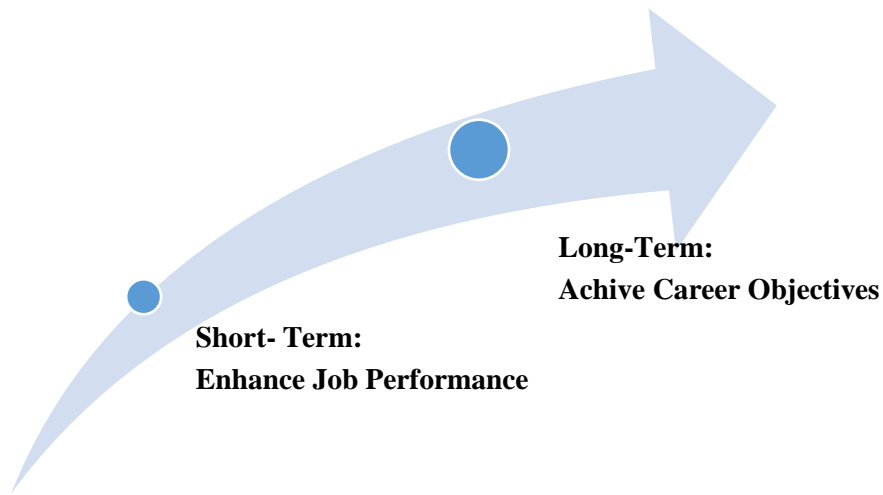 Long-Term:
Achive Career Objectives
Short- Term:
Enhance Job Performance